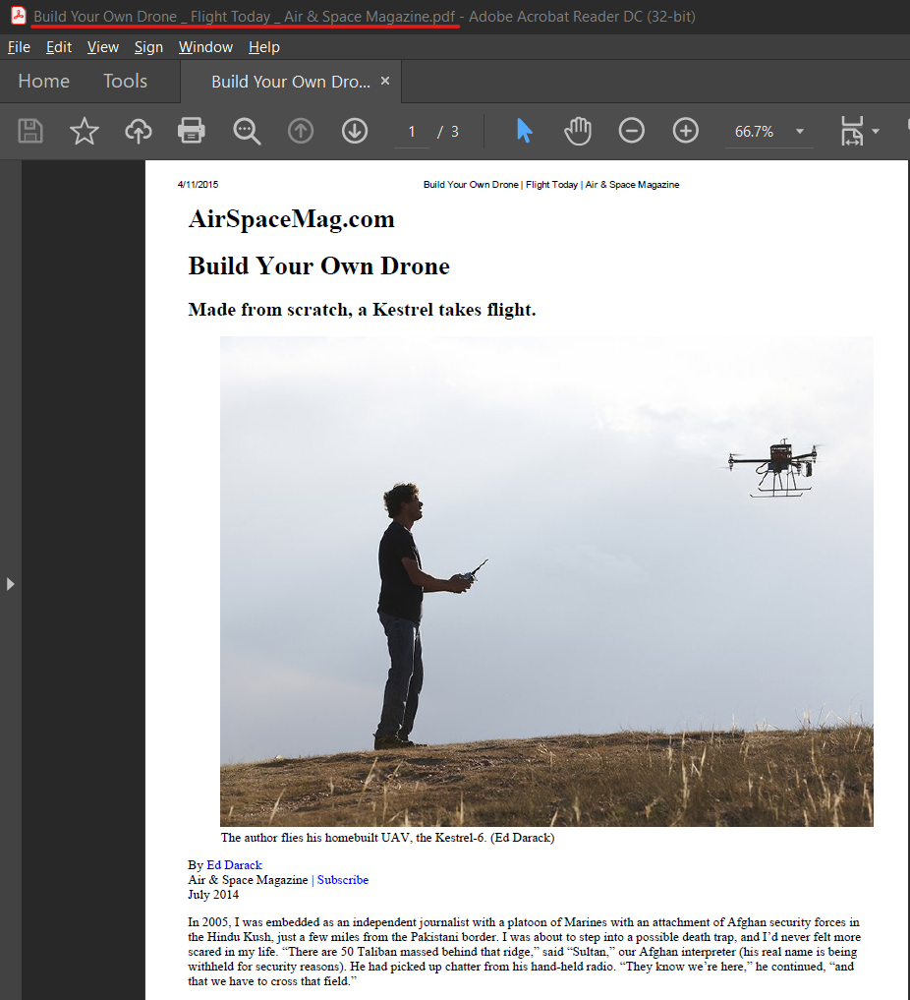 Build Your Own Drone _ Flight Today _ Air & Space Magazine.pdf - Adobe Acrobat Reader DC (32-bit)
File Edit View Sign Window Help
Home Tools Build Your Own Dro... ×
1 / 3 66.7%
4/11/2015 Build Your Own Drone | Flight Today | Air & Space Magazine
AirSpaceMag.com
Build Your Own Drone
Made from scratch, a Kestrel takes flight.
The author flies his homebuilt UAV, the Kestrel-6. (Ed Darack)
By Ed Darack
Air & Space Magazine | Subscribe
July 2014
In 2005, I was embedded as an independent journalist with a platoon of Marines with an attachment of Afghan security forces in
the Hindu Kush, just a few miles from the Pakistani border. I was about to step into a possible death trap, and I’d never felt more
scared in my life. “There are 50 Taliban massed behind that ridge,” said “Sultan,” our Afghan interpreter (his real name is being
withheld for security reasons). He had picked up chatter from his hand-held radio. “They know we’re here,” he continued, “and
that we have to cross that field.”